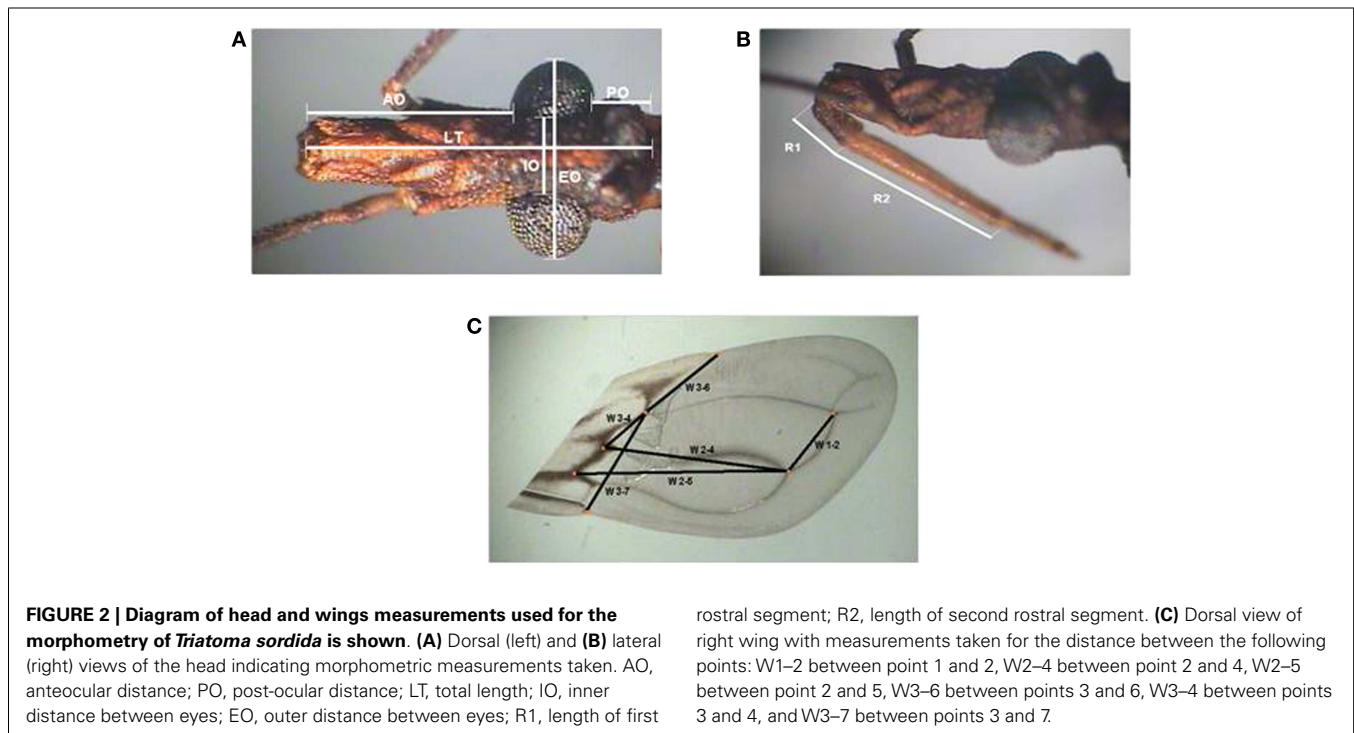 A
AO
PO
LT
IO
EO
B
R1
R2
C
W3-6
W3-4
W2-4
W1-2
W2-5
W3-7
FIGURE 2 | Diagram of head and wings measurements used for the
morphometry of Triatoma sordida is shown. (A) Dorsal (left) and (B) lateral
(right) views of the head indicating morphometric measurements taken. AO,
anteocular distance; PO, post-ocular distance; LT, total length; IO, inner
distance between eyes; EO, outer distance between eyes; R1, length of first
rostral segment; R2, length of second rostral segment. (C) Dorsal view of
right wing with measurements taken for the distance between the following
points: W1–2 between point 1 and 2, W2–4 between point 2 and 4, W2–5
between point 2 and 5, W3–6 between points 3 and 6, W3–4 between points
3 and 4, and W3–7 between points 3 and 7.